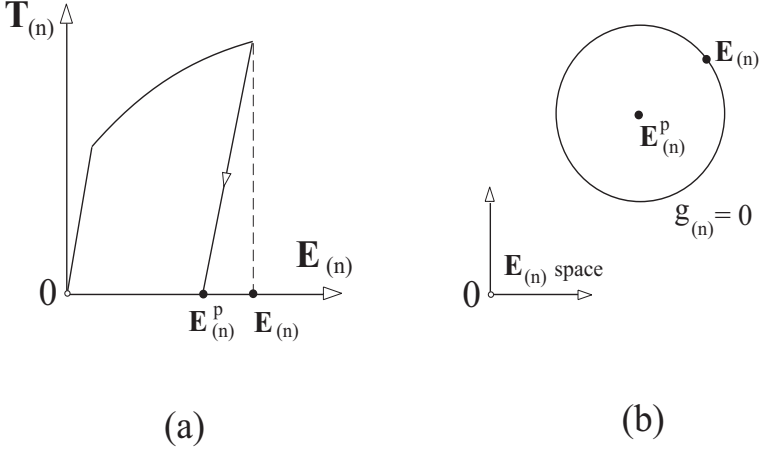 T(n)
0
E(n)
E^p(n)
E(n)
(a)
E(n)
E^p(n)
g(n) = 0
E(n) space
0
(b)